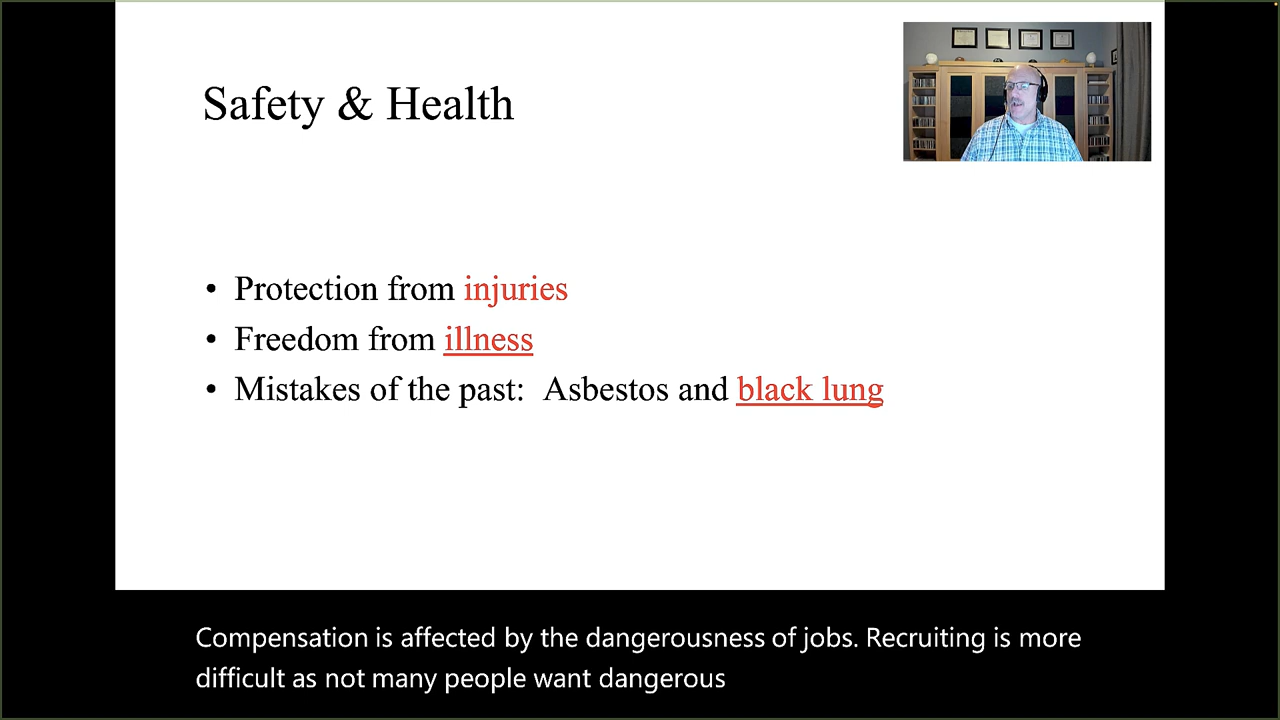 Safety & Health
• Protection from injuries
• Freedom from illness
• Mistakes of the past: Asbestos and black lung
Compensation is affected by the dangerousness of jobs. Recruiting is more
difficult as not many people want dangerous